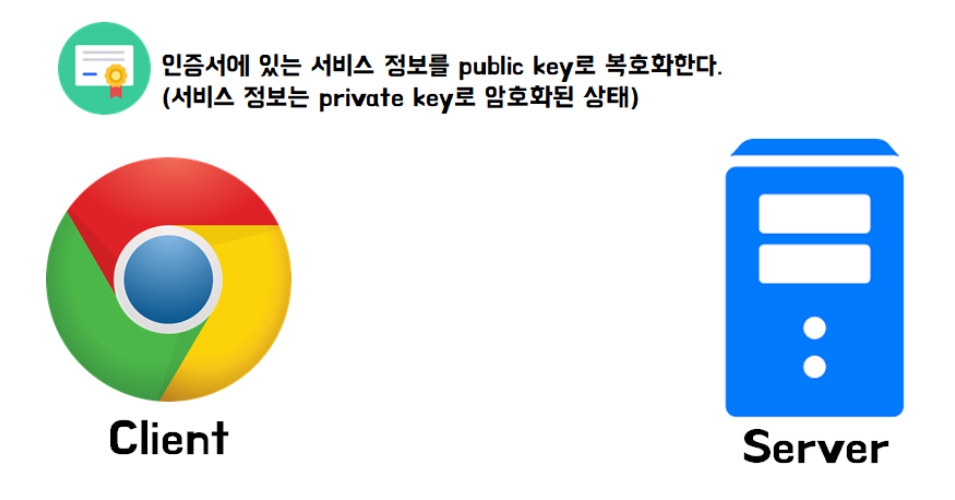 인증서에 있는 서비스 정보를 public key로 복호화한다.
(서비스 정보는 private key로 암호화된 상태)
Client
Server